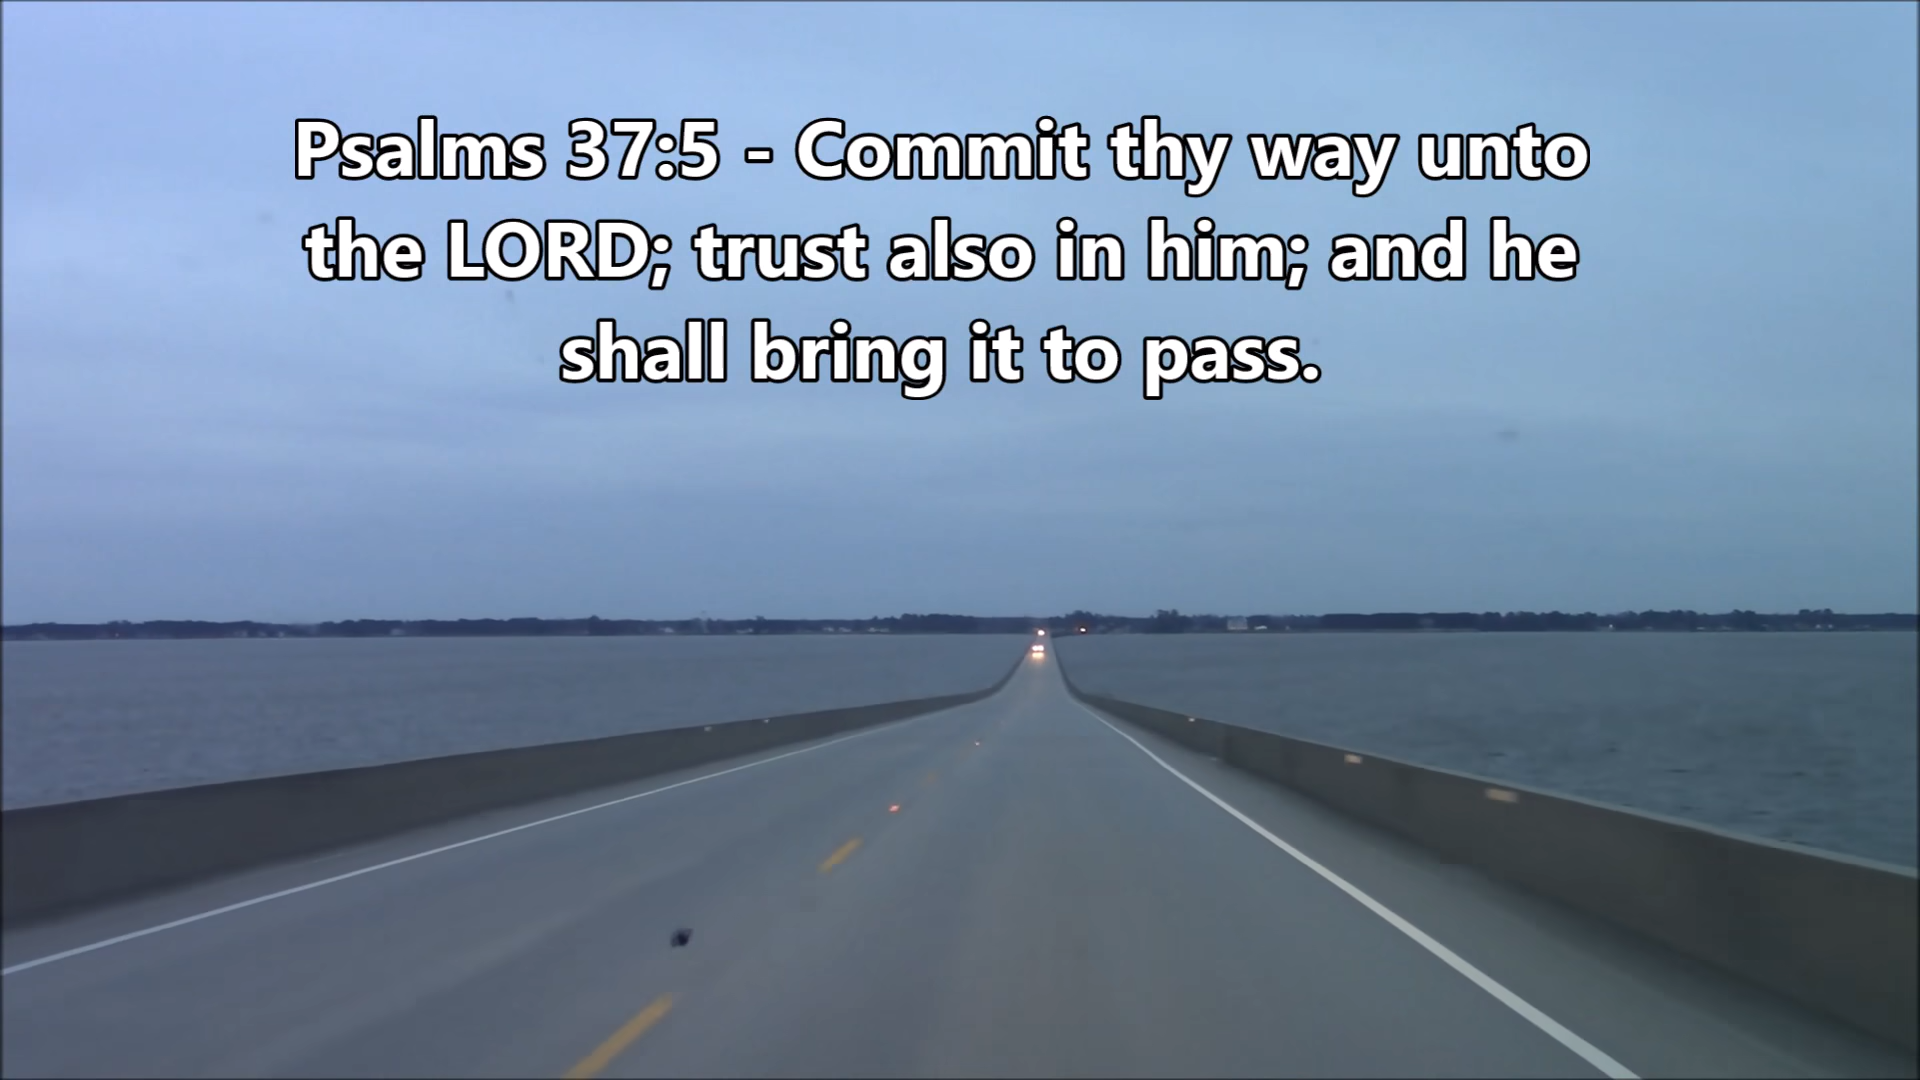 Psalms 37:5 - Commit thy way unto
the LORD; trust also in him; and he
shall bring it to pass.